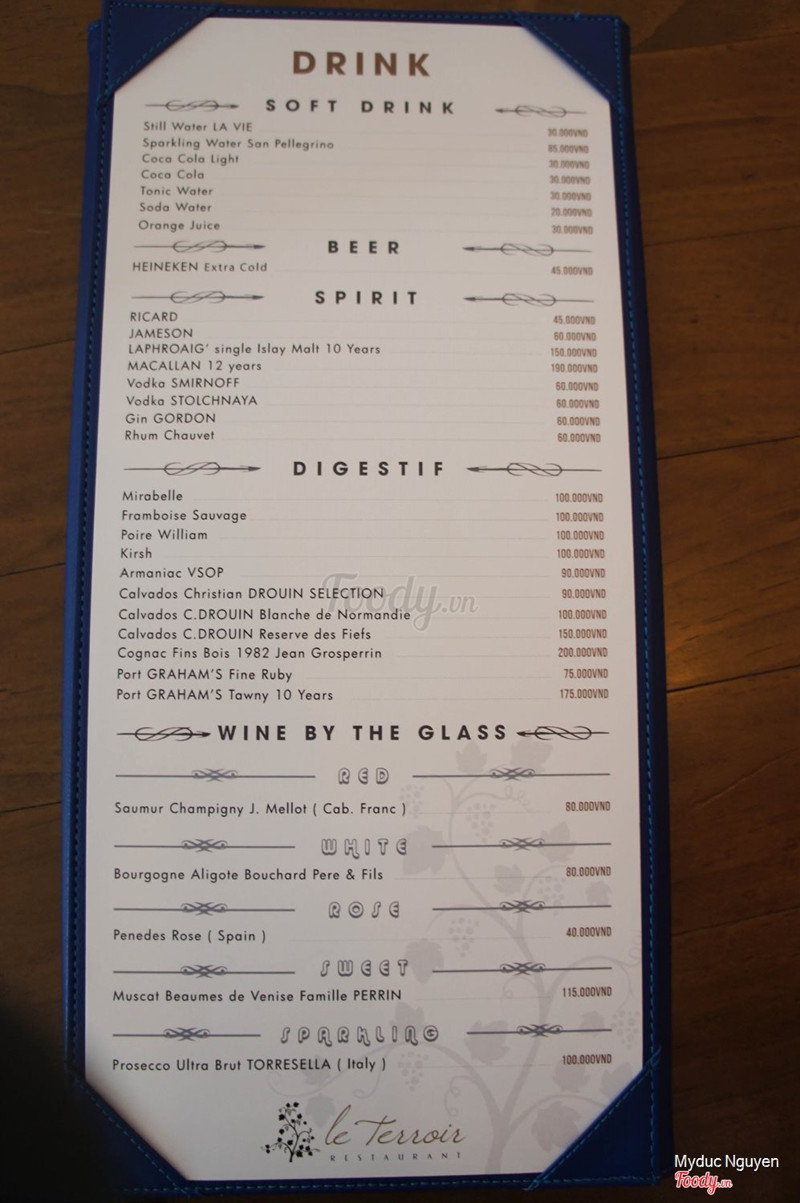 DRINK
SOFT DRINK
Still Water LA VIE 30.000VND
Sparkling Water San Pellegrino 85.000VND
Coca Cola Light 30.000VND
Coca Cola 30.000VND
Tonic Water 30.000VND
Soda Water 20.000VND
Orange Juice 30.000VND
BEER
HEINEKEN Extra Cold 45.000VND
SPIRIT
RICARD 45.000VND
JAMESON 60.000VND
LAPHROAIG' single Islay Malt 10 Years 150.000VND
MACALLAN 12 years 190.000VND
Vodka SMIRNOFF 60.000VND
Vodka STOLCHNAYA 60.000VND
Gin GORDON 60.000VND
Rhum Chauvet 60.000VND
DIGESTIF
Mirabelle 100.000VND
Framboise Sauvage 100.000VND
Poire William 100.000VND
Kirsh 100.000VND
Armaniac VSOP 90.000VND
Calvados Christian DROUIN SELECTION 90.000VND
Foody.vn
Calvados C.DROUIN Blanche de Normandie 100.000VND
Calvados C.DROUIN Reserve des Fiefs 150.000VND
Cognac Fins Bois 1982 Jean Grosperrin 200.000VND
Port GRAHAM'S Fine Ruby 75.000VND
Port GRAHAM'S Tawny 10 Years 175.000VND
WINE BY THE GLASS
RED
Saumur Champigny J. Mellot ( Cab. Franc ) 80.000VND
WHITE
Bourgogne Aligote Bouchard Pere & Fils 80.000VND
ROSE
Penedes Rose ( Spain ) 40.000VND
SWEET
Muscat Beaumes de Venise Famille PERRIN 115.000VND
SPARKLING
Prosecco Ultra Brut TORRESELLA ( Italy ) 100.000VND
le Terroir
RESTAURANT
Myduc Nguyen
Foody.vn